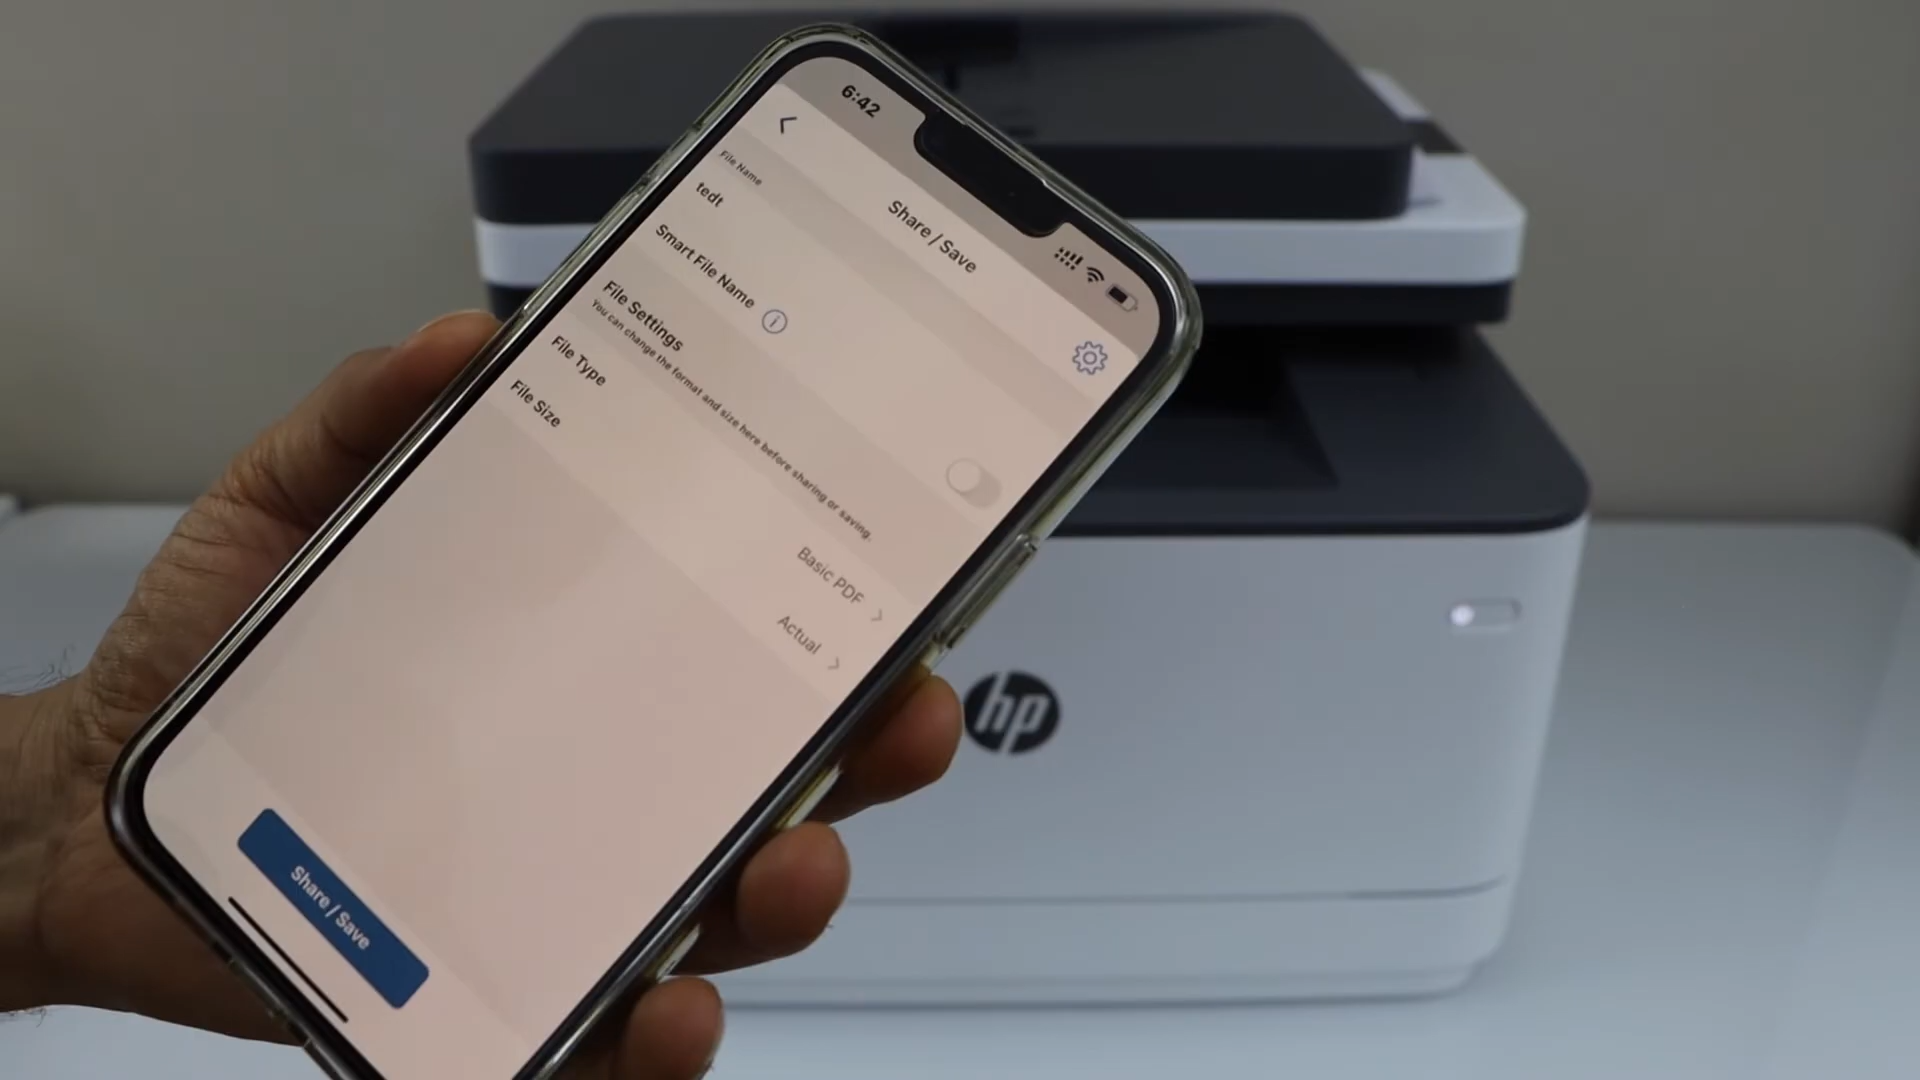 6:42
Share / Save
File Name
tedt
Smart File Name
File Settings
You can change the format and size here before sharing or saving.
File Type Basic PDF
File Size Actual
Share / Save
hp